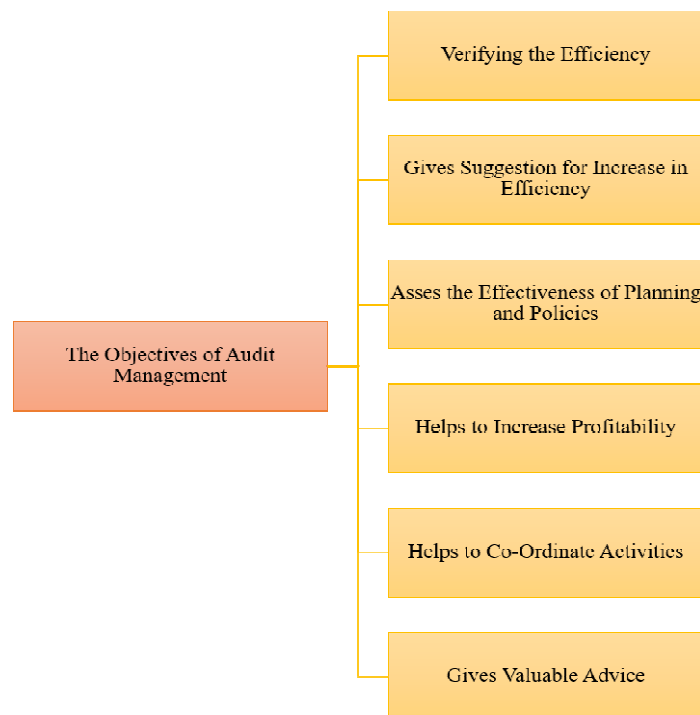 Verifying the Efficiency
Gives Suggestion for Increase in
Efficiency
Asses the Effectiveness of Planning
and Policies
The Objectives of Audit
Management
Helps to Increase Profitability
Helps to Co-Ordinate Activities
Gives Valuable Advice